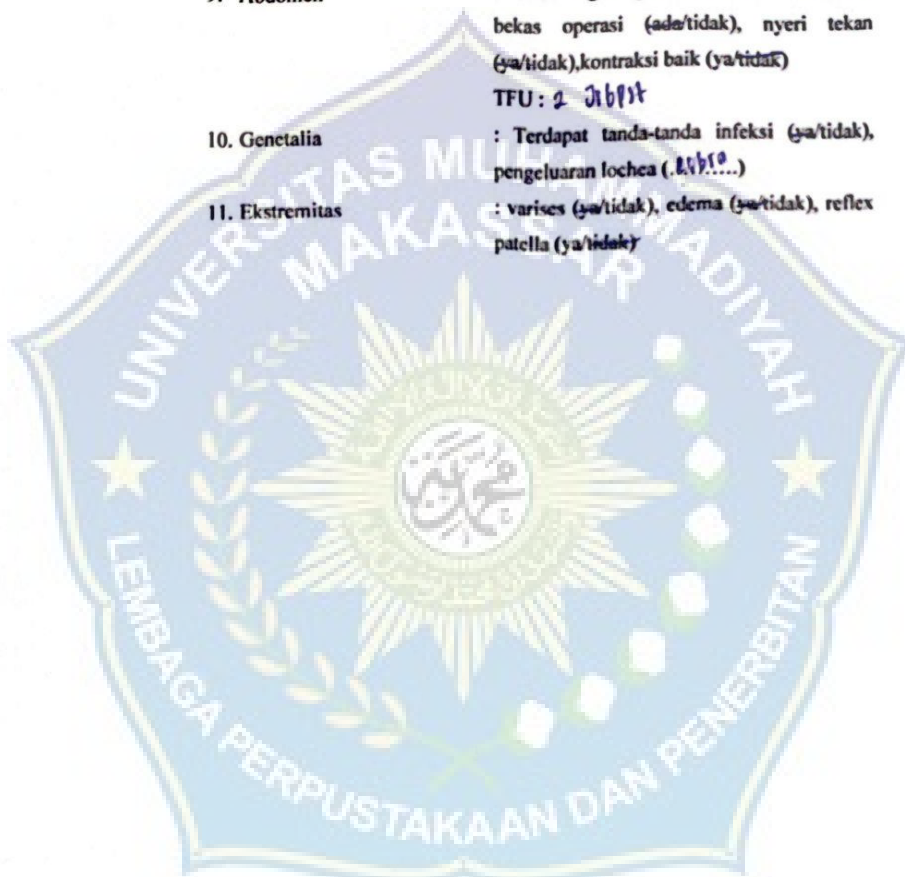 9. Abdomen
bekas operasi (ada/tidak), nyeri tekan
(ya/tidak),kontraksi baik (ya/tidak)
TFU : 2 Jrbpst
10. Genetalia : Terdapat tanda-tanda infeksi (ya/tidak),
pengeluaran lochea (.Rubra.....)
11. Ekstremitas : varises (ya/tidak), edema (ya/tidak), reflex
patella (ya/tidak)
UNIVERSITAS MUHAMMADIYAH
MAKASSAR
LEMBAGA PERPUSTAKAAN DAN PENERBITAN